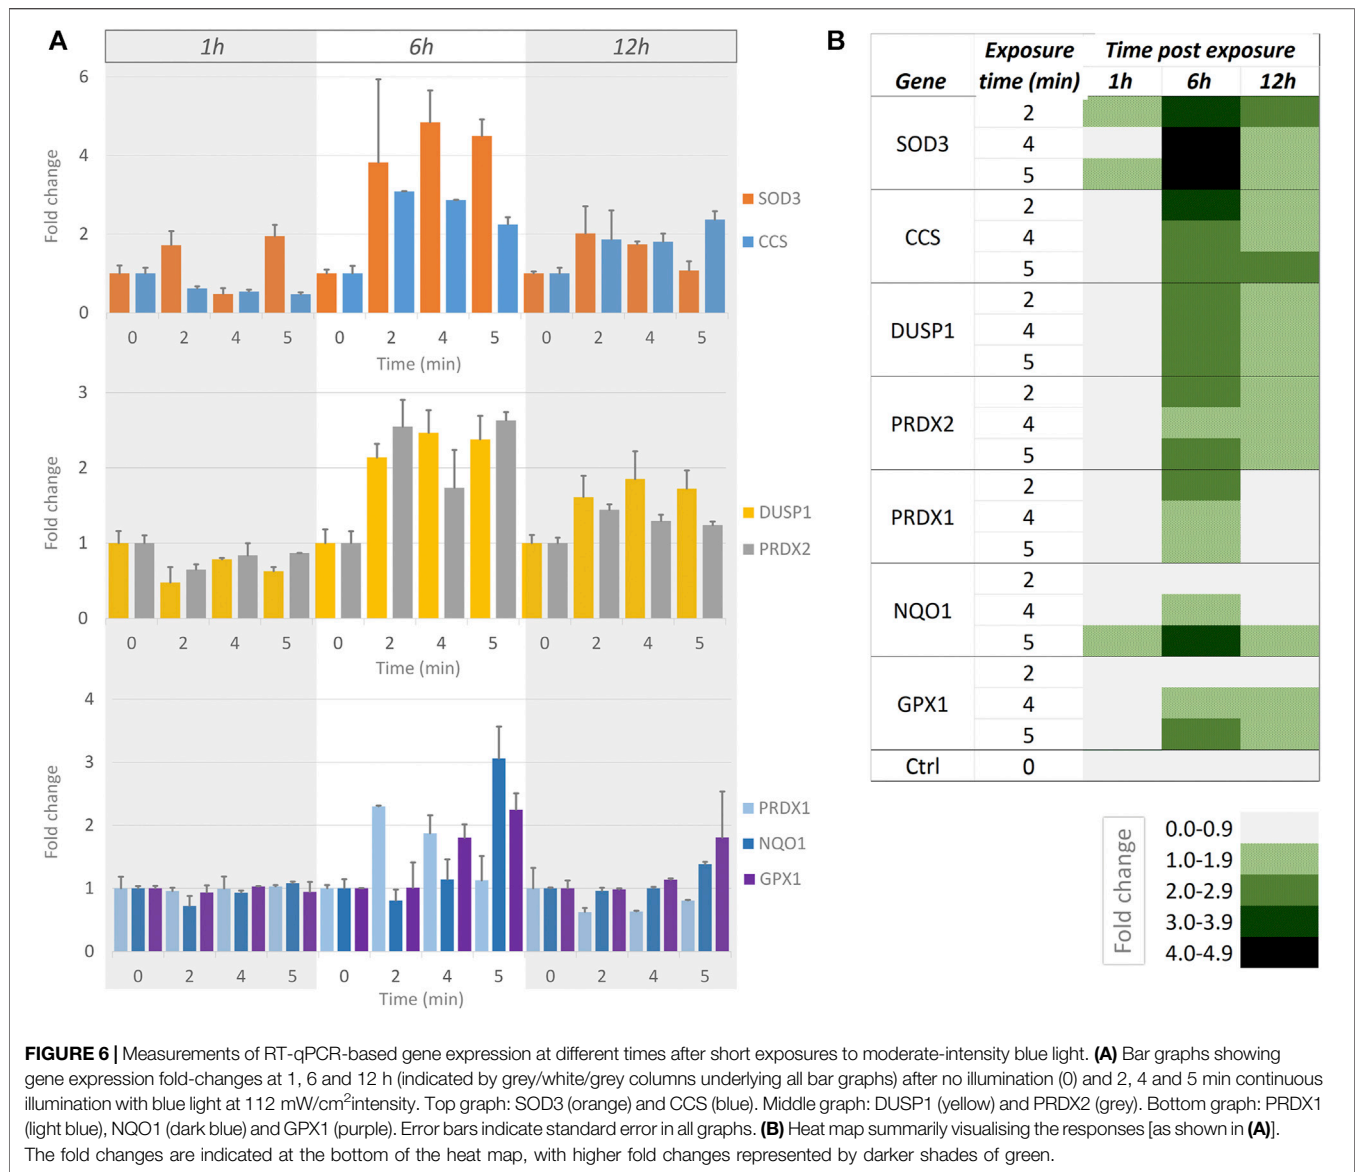 A
1h 6h 12h
6
4
2
0
Fold change
0 2 4 5 0 2 4 5 0 2 4 5
Time (min)
SOD3
CCS
3
2
1
0
Fold change
0 2 4 5 0 2 4 5 0 2 4 5
Time (min)
DUSP1
PRDX2
4
3
2
1
0
Fold change
0 2 4 5 0 2 4 5 0 2 4 5
Time (min)
PRDX1
NQO1
GPX1
B
Exposure Time post exposure
Gene time (min) 1h 6h 12h
SOD3
2
4
5
CCS
2
4
5
DUSP1
2
4
5
PRDX2
2
4
5
PRDX1
2
4
5
NQO1
2
4
5
GPX1
2
4
5
Ctrl 0
Fold change
0.0-0.9
1.0-1.9
2.0-2.9
3.0-3.9
4.0-4.9
FIGURE 6 | Measurements of RT-qPCR-based gene expression at different times after short exposures to moderate-intensity blue light. (A) Bar graphs showing
gene expression fold-changes at 1, 6 and 12 h (indicated by grey/white/grey columns underlying all bar graphs) after no illumination (0) and 2, 4 and 5 min continuous
illumination with blue light at 112 mW/cm²intensity. Top graph: SOD3 (orange) and CCS (blue). Middle graph: DUSP1 (yellow) and PRDX2 (grey). Bottom graph: PRDX1
(light blue), NQO1 (dark blue) and GPX1 (purple). Error bars indicate standard error in all graphs. (B) Heat map summarily visualising the responses [as shown in (A)].
The fold changes are indicated at the bottom of the heat map, with higher fold changes represented by darker shades of green.